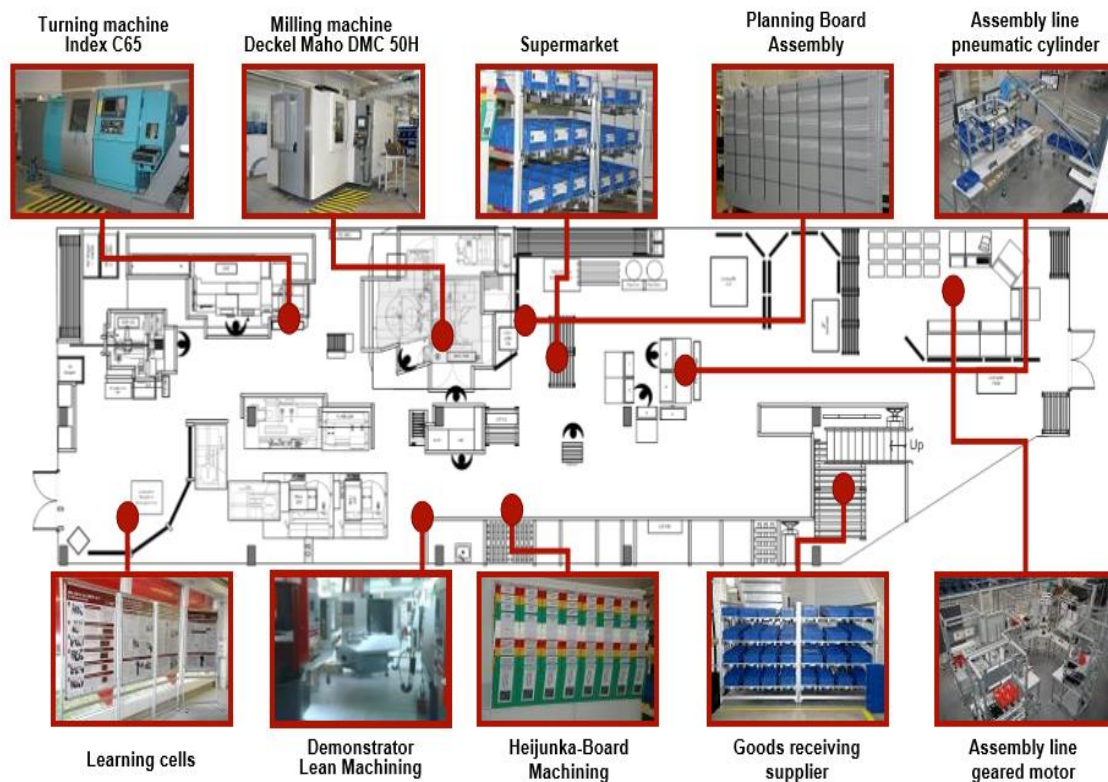 Turning machine
Index C65
Milling machine
Deckel Maho DMC 50H
Supermarket
Planning Board
Assembly
Assembly line
pneumatic cylinder
Up
Learning cells
Demonstrator
Lean Machining
Heijunka-Board
Machining
Goods receiving
supplier
Assembly line
geared motor